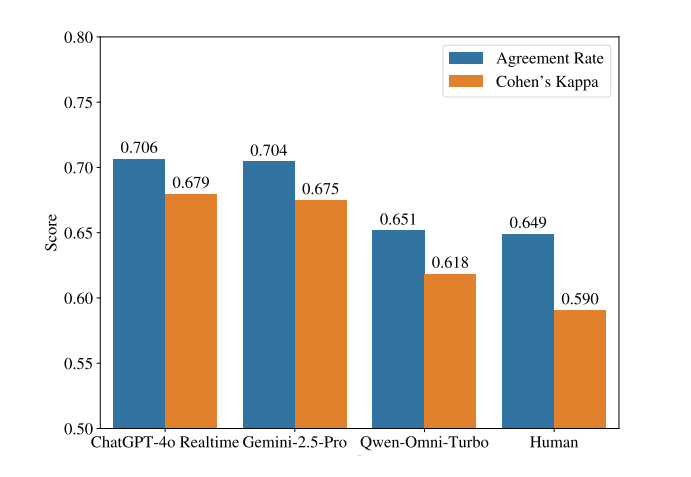 0.80
0.75
0.70
0.65
0.60
0.55
0.50
Score
Agreement Rate
Cohen's Kappa
0.706
0.679
0.704
0.675
0.651
0.618
0.649
0.590
ChatGPT-4o Realtime
Gemini-2.5-Pro
Qwen-Omni-Turbo
Human